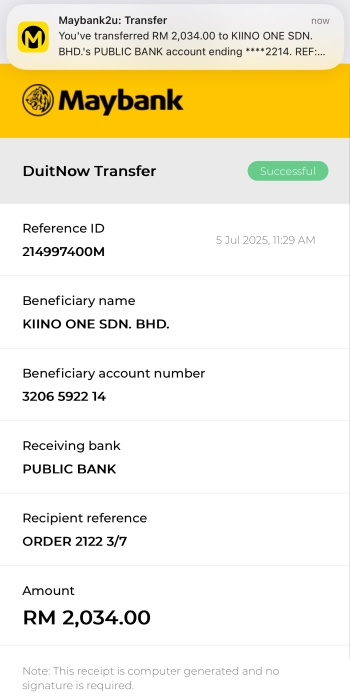 Maybank2u: Transfer
now
You've transferred RM 2,034.00 to KIINO ONE SDN.
BHD.'s PUBLIC BANK account ending ****2214. REF:...
Maybank
DuitNow Transfer
Successful
Reference ID
5 Jul 2025, 11:29 AM
214997400M
Beneficiary name
KIINO ONE SDN. BHD.
Beneficiary account number
3206 5922 14
Receiving bank
PUBLIC BANK
Recipient reference
ORDER 2122 3/7
Amount
RM 2,034.00
Note: This receipt is computer generated and no
signature is required.